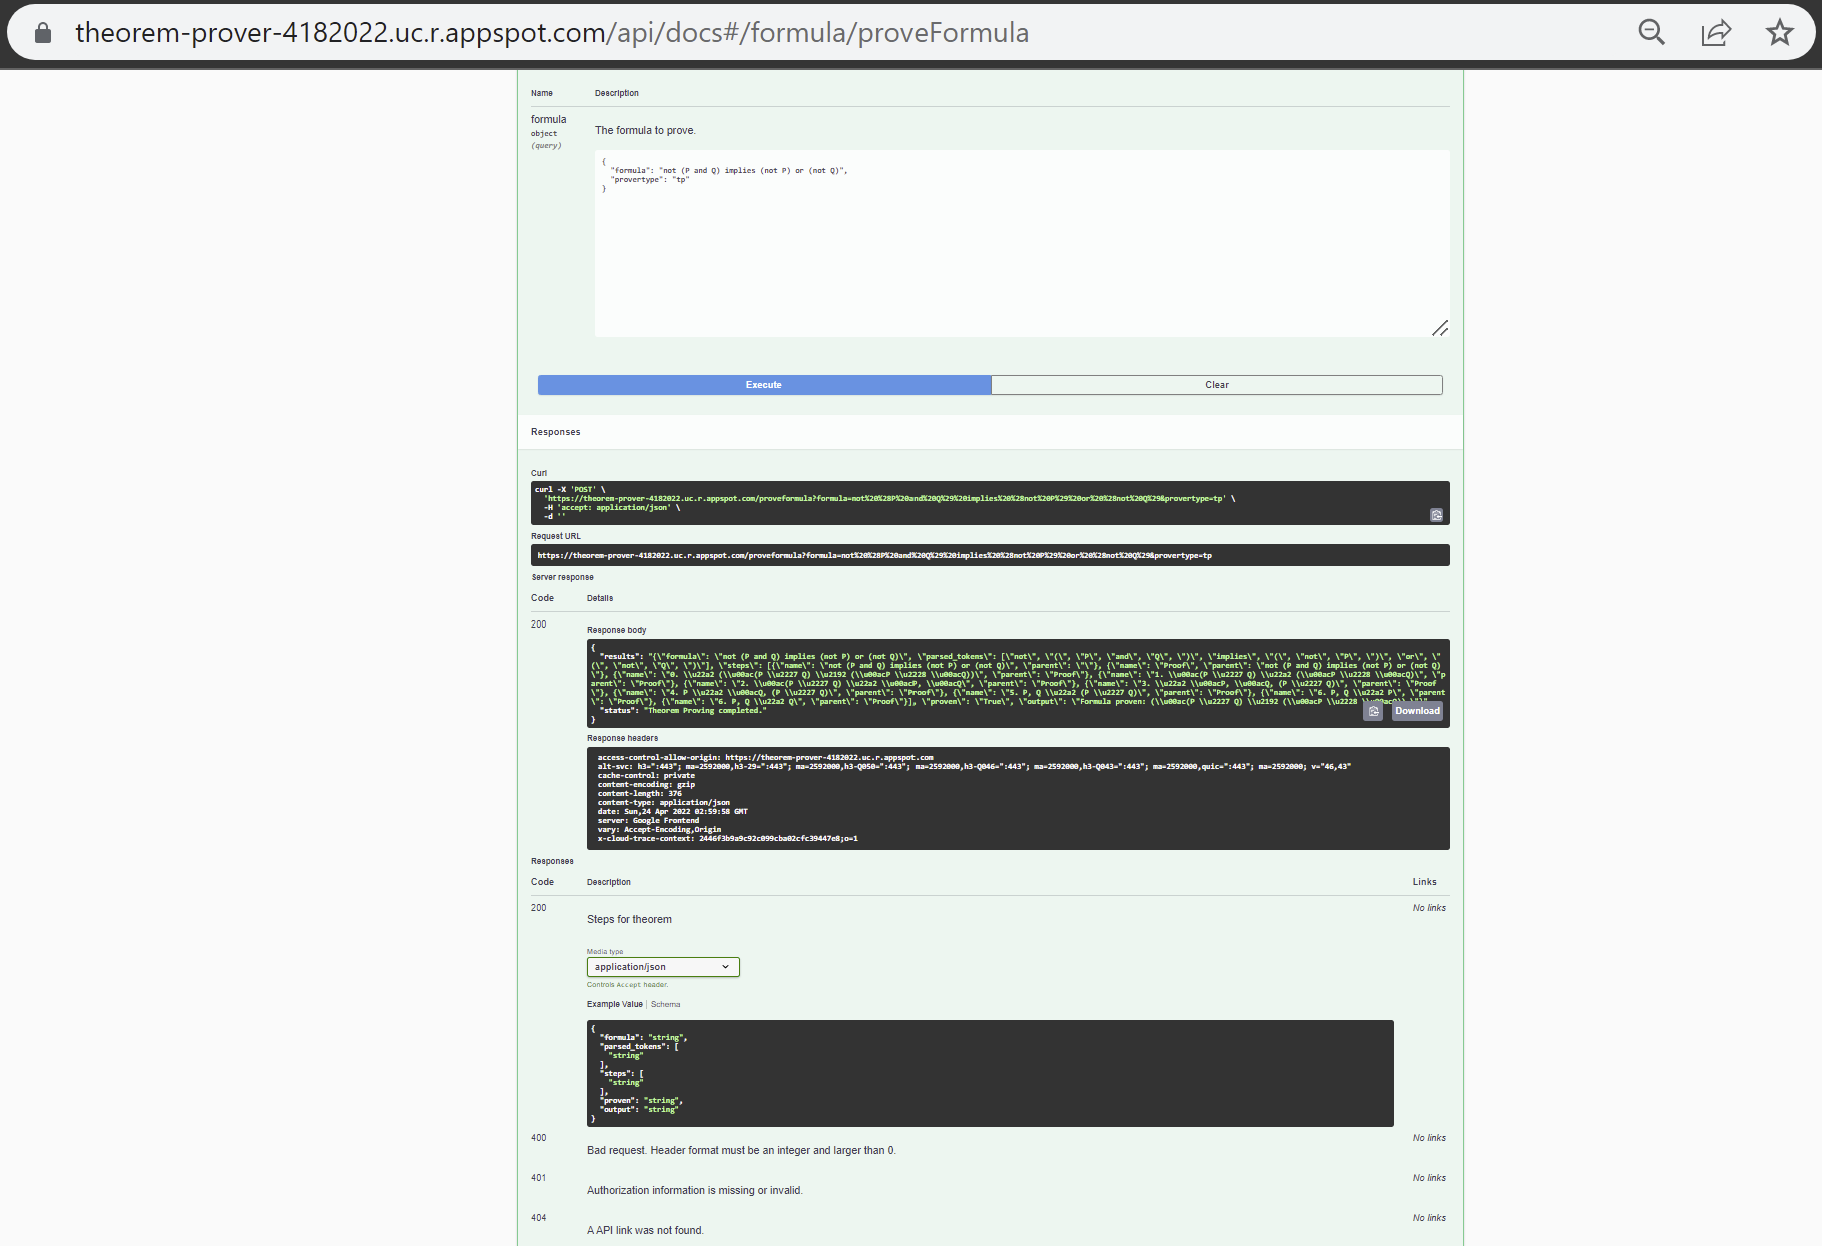 theorem-prover-4182022.uc.r.appspot.com/api/docs#/formula/proveFormula
Name Description
formula
object
(query)
The formula to prove.
{
"formula": "not (P and Q) implies (not P) or (not Q)",
"provertype": "tp"
}
Execute Clear
Responses
Curl
curl -X 'POST' \
'https://theorem-prover-4182022.uc.r.appspot.com/proveformula?formula=not%20%28P%20and%20Q%29%20implies%20%28not%20P%29%20or%20%28not%20Q%29&provertype=tp' \
-H 'accept: application/json' \
-d ''
Request URL
https://theorem-prover-4182022.uc.r.appspot.com/proveformula?formula=not%20%28P%20and%20Q%29%20implies%20%28not%20P%29%20or%20%28not%20Q%29&provertype=tp
Server response
Code Details
200
Response body
{
"results": "{\"formula\": \"not (P and Q) implies (not P) or (not Q)\", \"parsed_tokens\": [\"not\", \"(\", \"P\", \"and\", \"Q\", \")\", \"implies\", \"(\", \"not\", \"P\", \")\", \"or\", \"
(\", \"not\", \"Q\", \")\"], \"steps\": [{\"name\": \"not (P and Q) implies (not P) or (not Q)\", \"parent\": \"\"}, {\"name\": \"Proof\", \"parent\": \"not (P and Q) implies (not P) or (not Q)
\"}, {\"name\": \"0. \\u22a2 (\\u00ac(P \\u2227 Q) \\u2192 (\\u00acP \\u2228 \\u00acQ))\", \"parent\": \"Proof\"}, {\"name\": \"1. \\u00ac(P \\u2227 Q) \\u22a2 (\\u00acP \\u2228 \\u00acQ)\", \"p
arent\": \"Proof\"}, {\"name\": \"2. \\u00ac(P \\u2227 Q) \\u22a2 \\u00acP, \\u00acQ\", \"parent\": \"Proof\"}, {\"name\": \"3. \\u22a2 \\u00acP, \\u00acQ, (P \\u2227 Q)\", \"parent\": \"Proof
\"}, {\"name\": \"4. P \\u22a2 \\u00acQ, (P \\u2227 Q)\", \"parent\": \"Proof\"}, {\"name\": \"5. P, Q \\u22a2 (P \\u2227 Q)\", \"parent\": \"Proof\"}, {\"name\": \"6. P, Q \\u22a2 P\", \"parent
\": \"Proof\"}, {\"name\": \"6. P, Q \\u22a2 Q\", \"parent\": \"Proof\"}], \"proven\": \"True\", \"output\": \"Formula proven: (\\u00ac(P \\u2227 Q) \\u2192 (\\u00acP \\u2228
"status": "Theorem Proving completed."
}
Download
Response headers
access-control-allow-origin: https://theorem-prover-4182022.uc.r.appspot.com
alt-svc: h3=":443"; ma=2592000,h3-29=":443"; ma=2592000,h3-Q050=":443"; ma=2592000,h3-Q046=":443"; ma=2592000,h3-Q043=":443"; ma=2592000,quic=":443"; ma=2592000; v="46,43"
cache-control: private
content-encoding: gzip
content-length: 376
content-type: application/json
date: Sun,24 Apr 2022 02:59:58 GMT
server: Google Frontend
vary: Accept-Encoding,Origin
x-cloud-trace-context: 2446f3b9a9c92c099cba02cfc39447e8;o=1
Responses
Code Description Links
200 No links
Steps for theorem
Media type
application/json
Controls Accept header.
Example Value | Schema
{
"formula": "string",
"parsed_tokens": [
"string"
],
"steps": [
"string"
],
"proven": "string",
"output": "string"
}
400 No links
Bad request. Header format must be an integer and larger than 0.
401 No links
Authorization information is missing or invalid.
404 No links
A API link was not found.